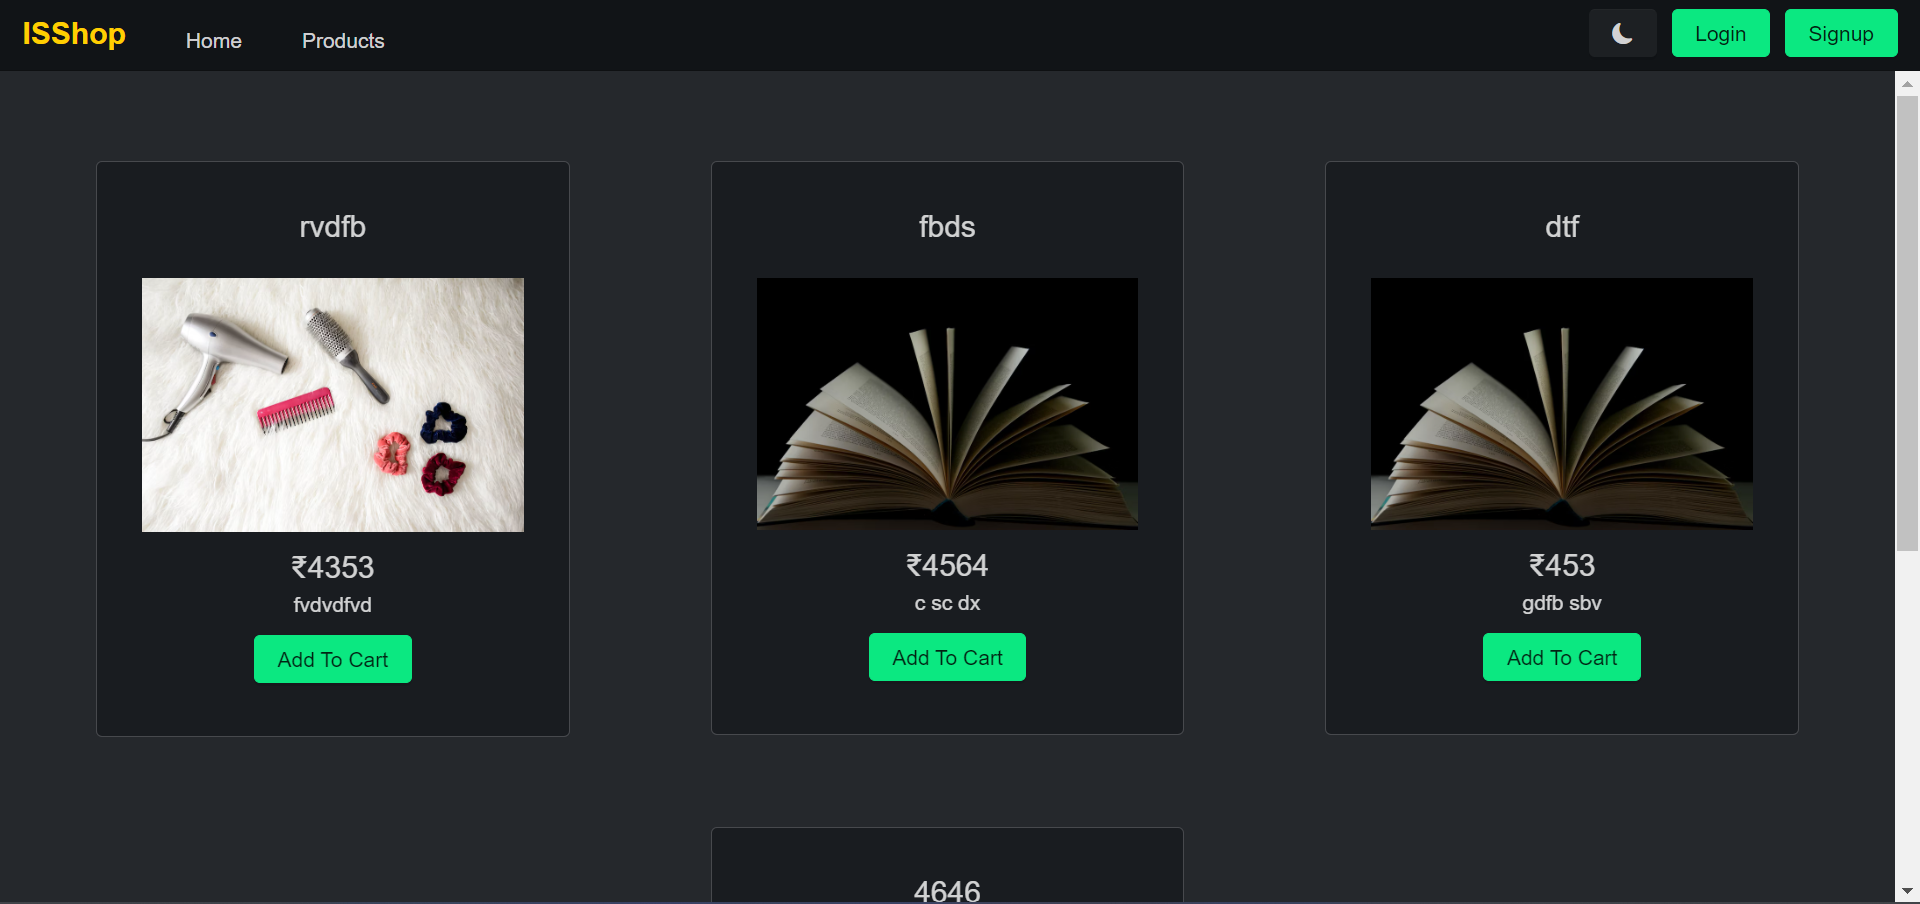 ISShop
Home
Products
Login
Signup
rvdfb
₹4353
fvdvdfvd
Add To Cart
fbds
₹4564
c sc dx
Add To Cart
dtf
₹453
gdfb sbv
Add To Cart
4646